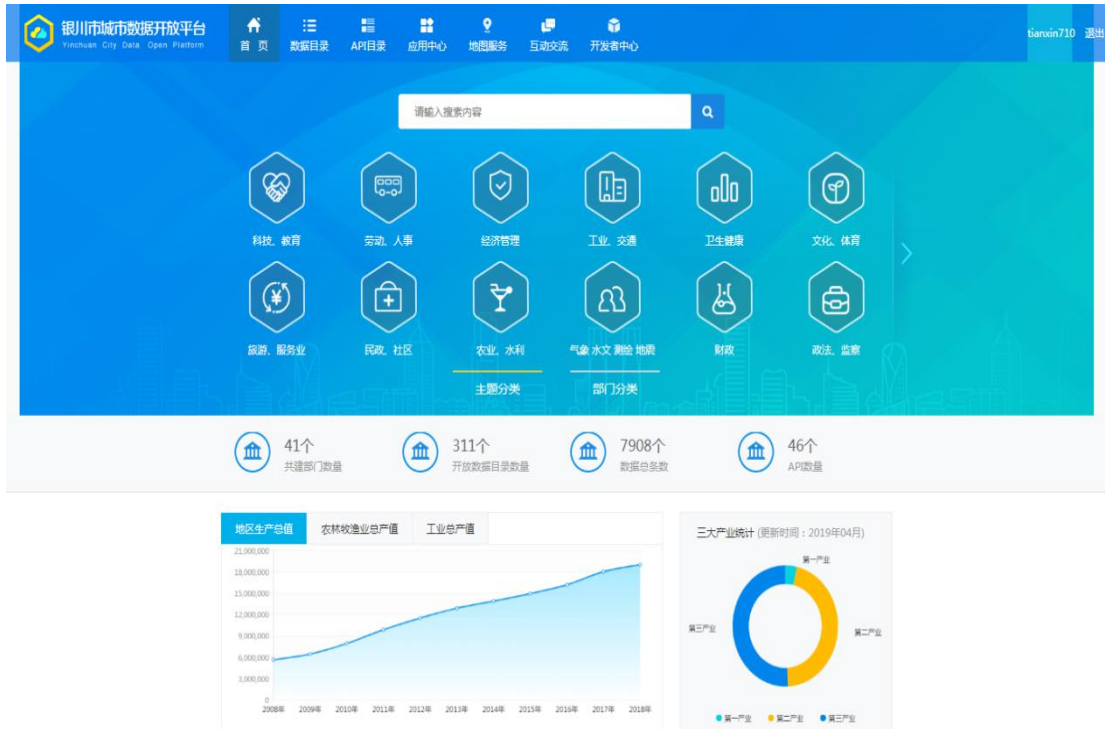 银川市城市数据开放平台
Yinchuan City Data Open Platform
首 页
数据目录
API目录
应用中心
地图服务
互动交流
开发者中心
tianxin710 退出
请输入搜索内容
科技、教育
劳动、人事
经济管理
工业、交通
卫生健康
文化、体育
旅游、服务业
民政、社区
农业、水利
气象 水文 测绘 地震
财政
政法、监察
主题分类
部门分类
41个
共建部门数量
311个
开放数据目录数量
7908个
数据总条数
46个
API数量
地区生产总值
农林牧渔业总产值
工业总产值
21,000,000
18,000,000
15,000,000
12,000,000
9,000,000
6,000,000
3,000,000
0
2008年 2009年 2010年 2011年 2012年 2013年 2014年 2015年 2016年 2017年 2018年
三大产业统计 (更新时间：2019年04月)
第一产业
第三产业
第二产业
第一产业 第二产业 第三产业